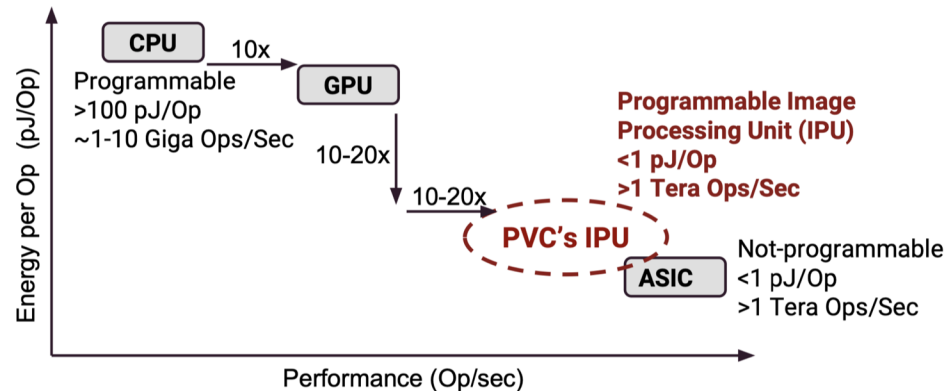 CPU
10x
GPU
Programmable
>100 pJ/Op
~1-10 Giga Ops/Sec
10-20x
10-20x
Programmable Image
Processing Unit (IPU)
<1 pJ/Op
>1 Tera Ops/Sec
PVC's IPU
ASIC
Not-programmable
<1 pJ/Op
>1 Tera Ops/Sec
Energy per Op (pJ/Op)
Performance (Op/sec)